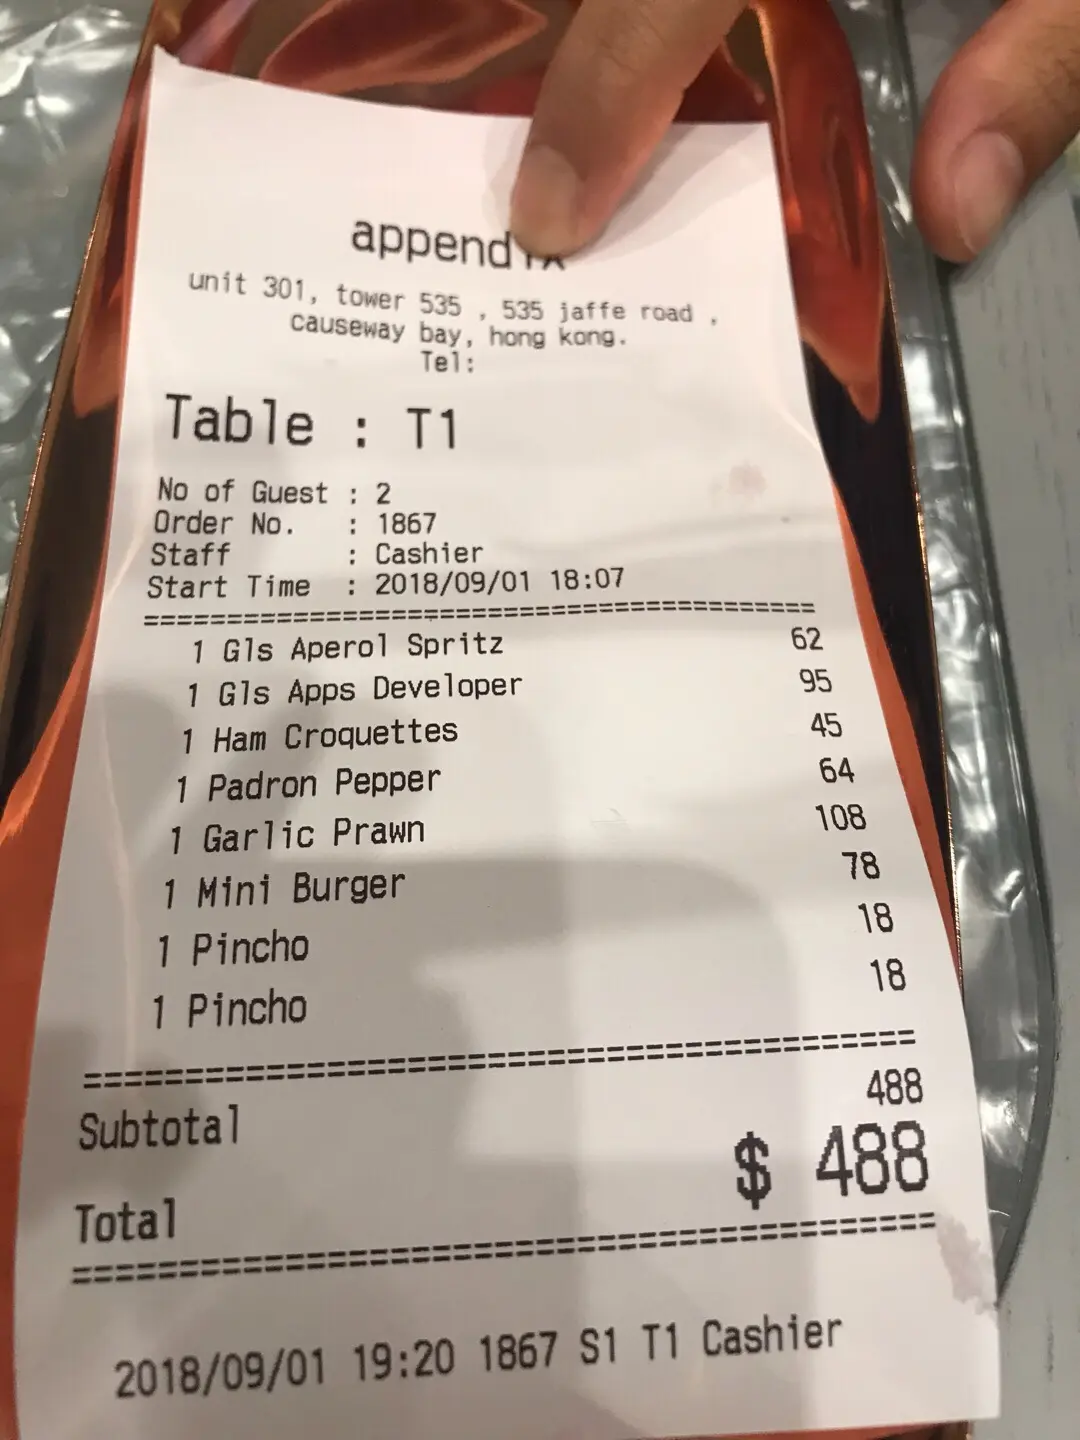 appendix
unit 301, tower 535 , 535 jaffe road ,
causeway bay, hong kong.
Tel:
Table : T1
No of Guest : 2
Order No. : 1867
Staff : Cashier
Start Time : 2018/09/01 18:07
========================================
1 Gls Aperol Spritz 62
1 Gls Apps Developer 95
1 Ham Croquettes 45
1 Padron Pepper 64
1 Garlic Prawn 108
1 Mini Burger 78
1 Pincho 18
1 Pincho 18
========================================
Subtotal 488
Total $ 488
========================================
2018/09/01 19:20 1867 S1 T1 Cashier